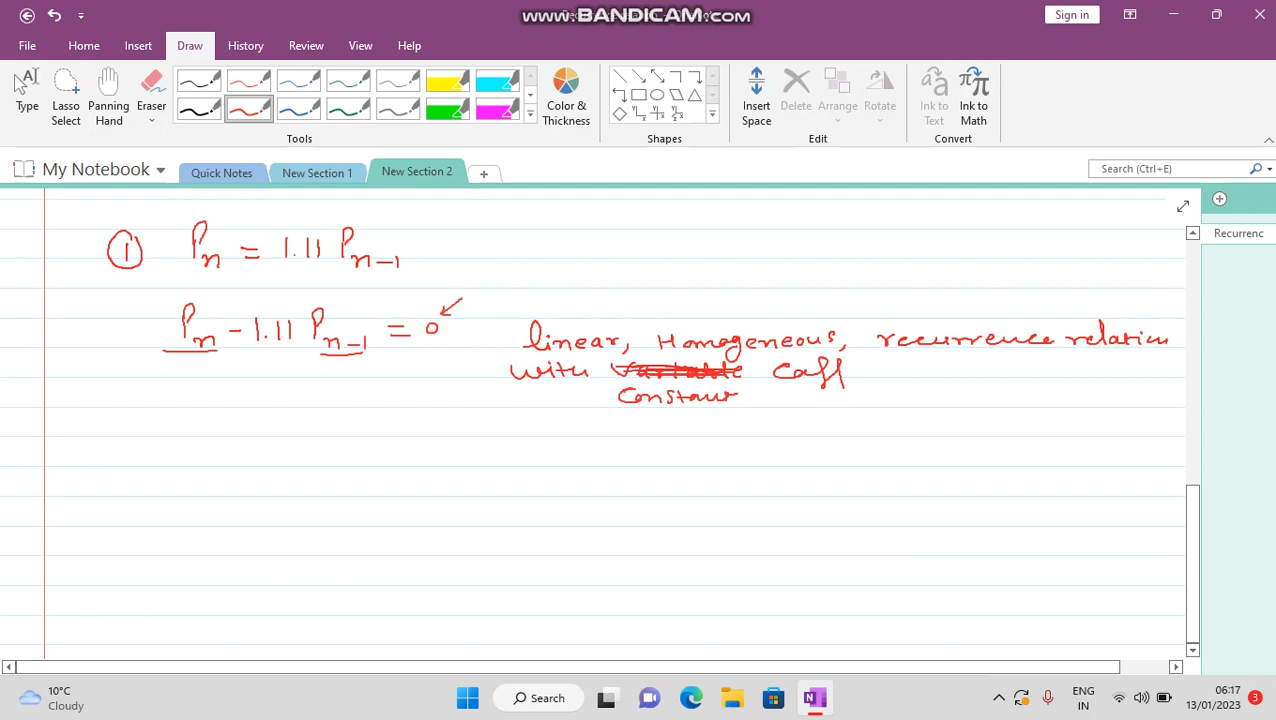 www.BANDICAM.com
Sign in
File Home Insert Draw History Review View Help
Type Lasso Select Panning Hand Eraser Color & Thickness Insert Space Delete Arrange Rotate Ink to Text Ink to Math
Tools Shapes Edit Convert
My Notebook Quick Notes New Section 1 New Section 2 Search (Ctrl+E)
Recurrenc
① Pn = 1.11 Pn-1
Pn - 1.11 Pn-1 = 0
linear, Homogeneous, recurrence relation
with Variable Caff
Constant
10°C
Cloudy
Search
ENG
IN
06:17
13/01/2023
3